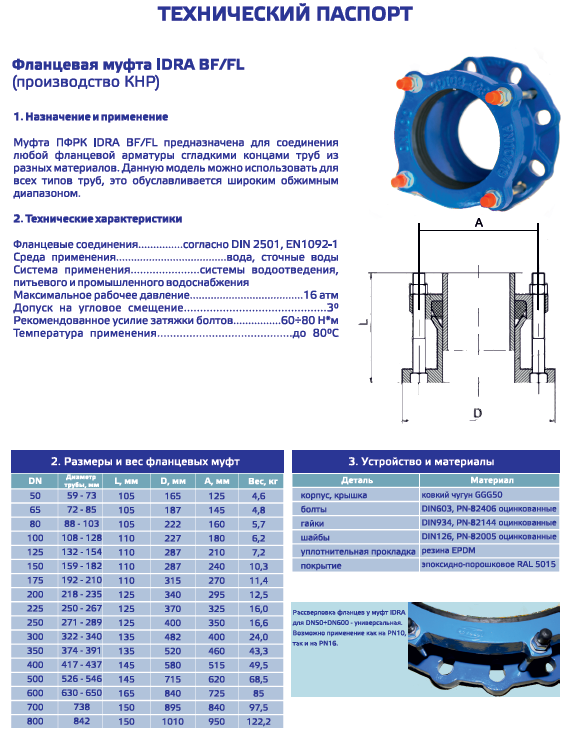 ТЕХНИЧЕСКИЙ ПАСПОРТ
Фланцевая муфта IDRA BF/FL
(производство КНР)
1. Назначение и применение
Муфта ПФРК IDRA BF/FL предназначена для соединения
любой фланцевой арматуры сгладкими концами труб из
разных материалов. Данную модель можно использовать для
всех типов труб, это обуславливается широким обжимным
диапазоном.
2. Технические характеристики
Фланцевые соединения...............согласно DIN 2501, EN1092-1
Среда применения.....................................вода, сточные воды
Система применения.......................системы водоотведения,
питьевого и промышленного водоснабжения
Максимальное рабочее давление......................................16 атм
Допуск на угловое смещение...........................................3º
Рекомендованное усилие затяжки болтов................60÷80 Н*м
Температура применения.........................................до 80ºС
A
L
D
2. Размеры и вес фланцевых муфт
DN Диаметр трубы, мм L, мм D, мм A, мм Вес, кг
50 59 - 73 105 165 125 4,6
65 72 - 85 105 187 145 4,8
80 88 - 103 105 222 160 5,7
100 108 - 128 110 227 180 6,2
125 132 - 154 110 287 210 7,2
150 159 - 182 110 287 240 10,3
175 192 - 210 110 315 270 11,4
200 218 - 235 125 340 295 12,5
225 250 - 267 125 370 325 16,0
250 271 - 289 125 400 350 16,6
300 322 - 340 135 482 400 24,0
350 374 - 391 135 520 460 43,3
400 417 - 437 145 580 515 49,5
500 526 - 546 145 715 620 68,5
600 630 - 650 165 840 725 85
700 738 150 895 840 97,5
800 842 150 1010 950 122,2
3. Устройство и материалы
Деталь Материал
корпус, крышка ковкий чугун GGG50
болты DIN603, PN-82406 оцинкованные
гайки DIN934, PN-82144 оцинкованные
шайбы DIN126, PN-82005 оцинкованные
уплотнительная прокладка резина EPDM
покрытие эпоксидно-порошковое RAL 5015
Рассверловка фланцев у муфт IDRA
для DN50÷DN600 - универсальная.
Возможно применение как на PN10,
так и на PN16.